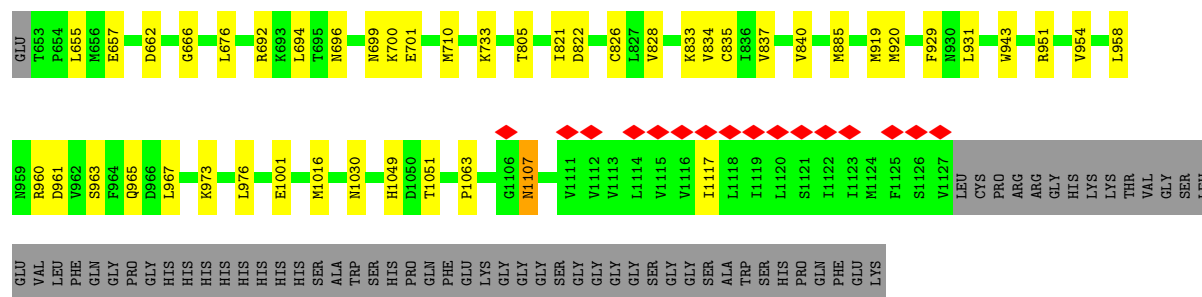 GLU T653 P654 L655 M656 E657 D662 G666 L676 R692 K693 L694 T695 N696 N699 K700 E701 M710 K733 T805 I821 D822 C826 L827 V828 K833 V834 C835 I836 V837 V840 M885 M919 M920 F929 N930 L931 W943 R951 V954 L958
N959 R960 D961 V962 S963 F964 Q965 D966 L967 K973 L976 E1001 M1016 N1030 H1049 D1050 T1051 P1063 G1106 N1107 V1111 V1112 V1113 L1114 V1115 V1116 I1117 L1118 I1119 L1120 S1121 I1122 I1123 M1124 F1125 S1126 V1127 LEU CYS PRO ARG ARG GLY HIS LYS LYS THR VAL GLY SER LEU
GLU VAL LEU PHE GLN GLY PRO GLY HIS HIS HIS HIS HIS HIS HIS HIS SER ALA TRP SER HIS PRO GLN PHE GLU LYS GLY GLY GLY SER GLY GLY GLY GLY SER GLY GLY SER ALA TRP SER HIS PRO GLN PHE GLU LYS